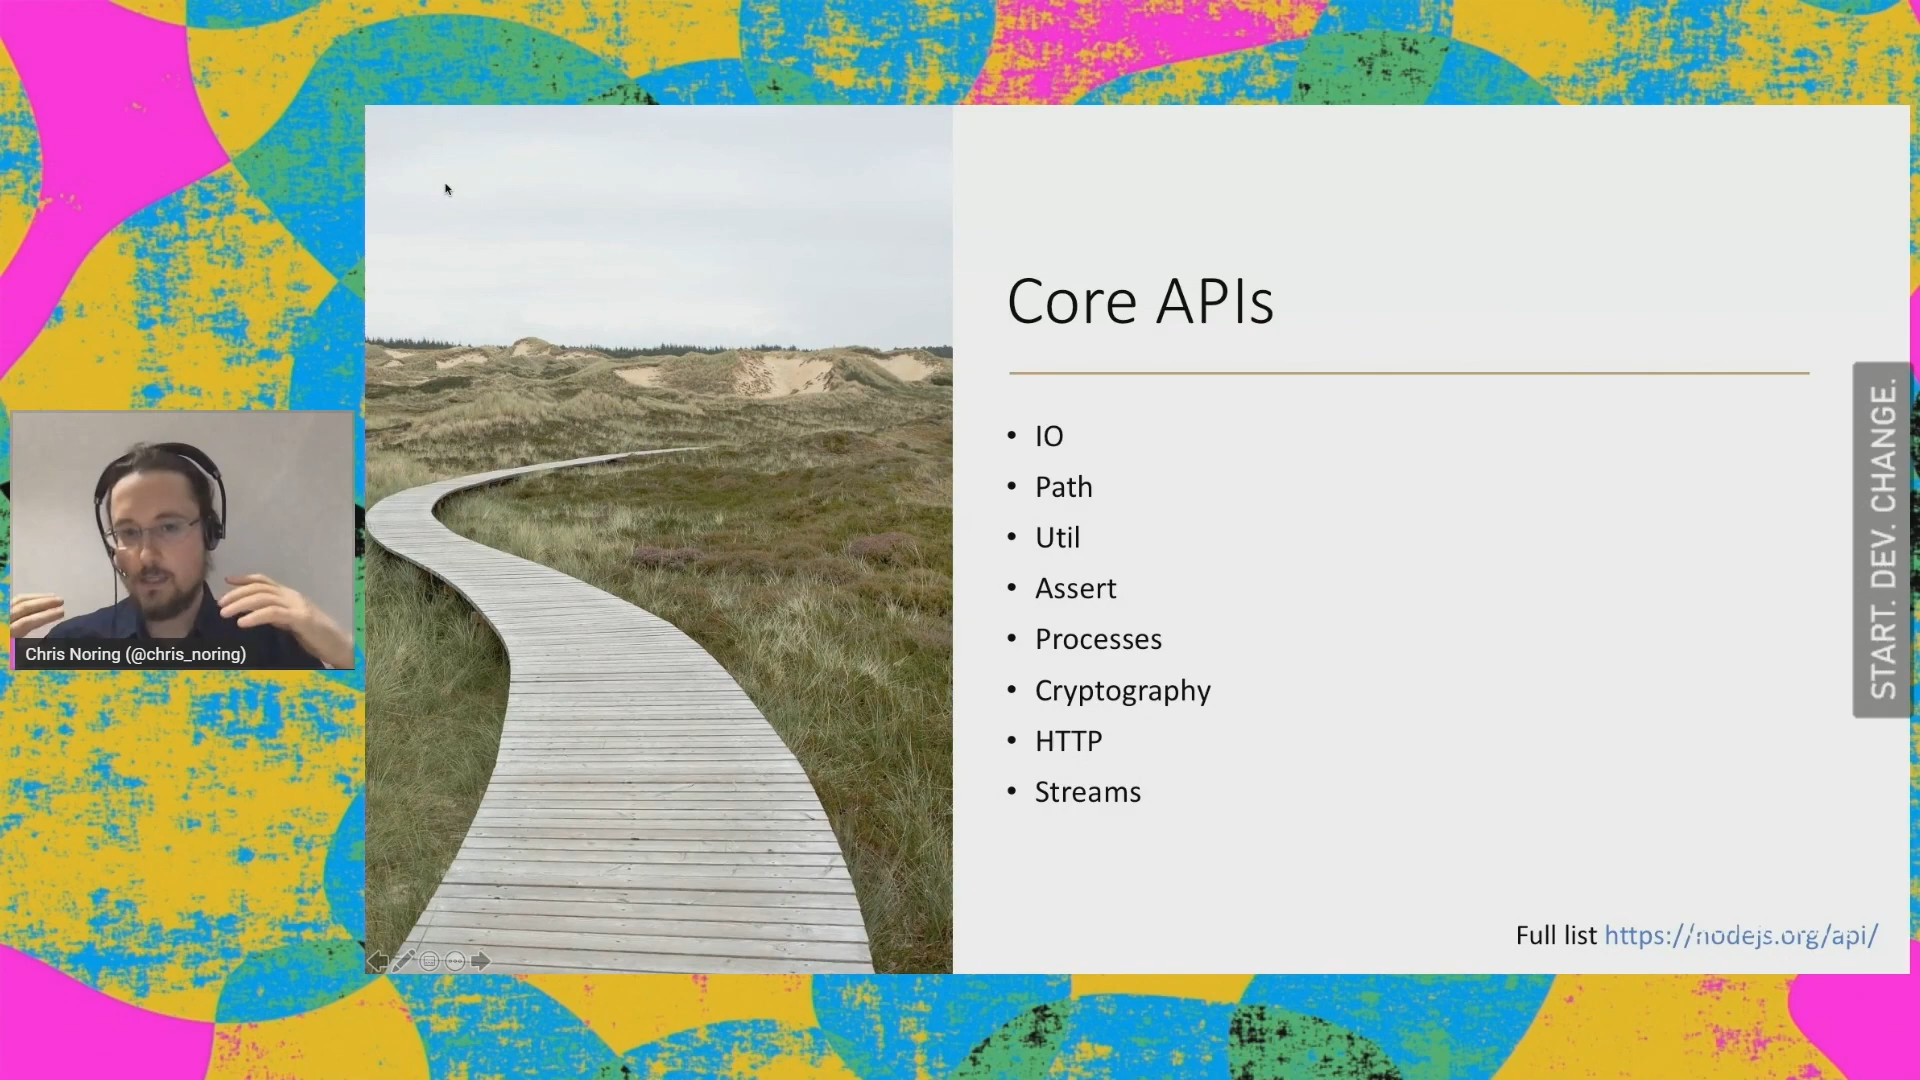 Core APIs
• IO
• Path
• Util
• Assert
• Processes
• Cryptography
• HTTP
• Streams
Full list https://nodejs.org/api/
Chris Noring (@chris_noring)
START. DEV. CHANGE.